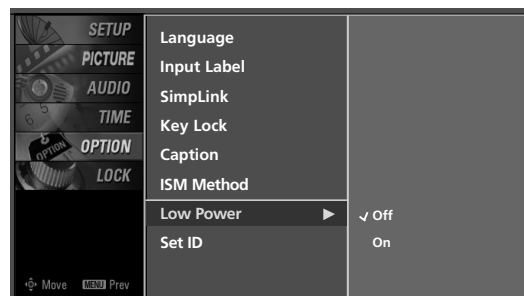 SETUP
PICTURE
AUDIO
TIME
OPTION
LOCK
Move MENU Prev
Language
Input Label
SimpLink
Key Lock
Caption
ISM Method
Low Power ▶
Set ID
✓ Off
On